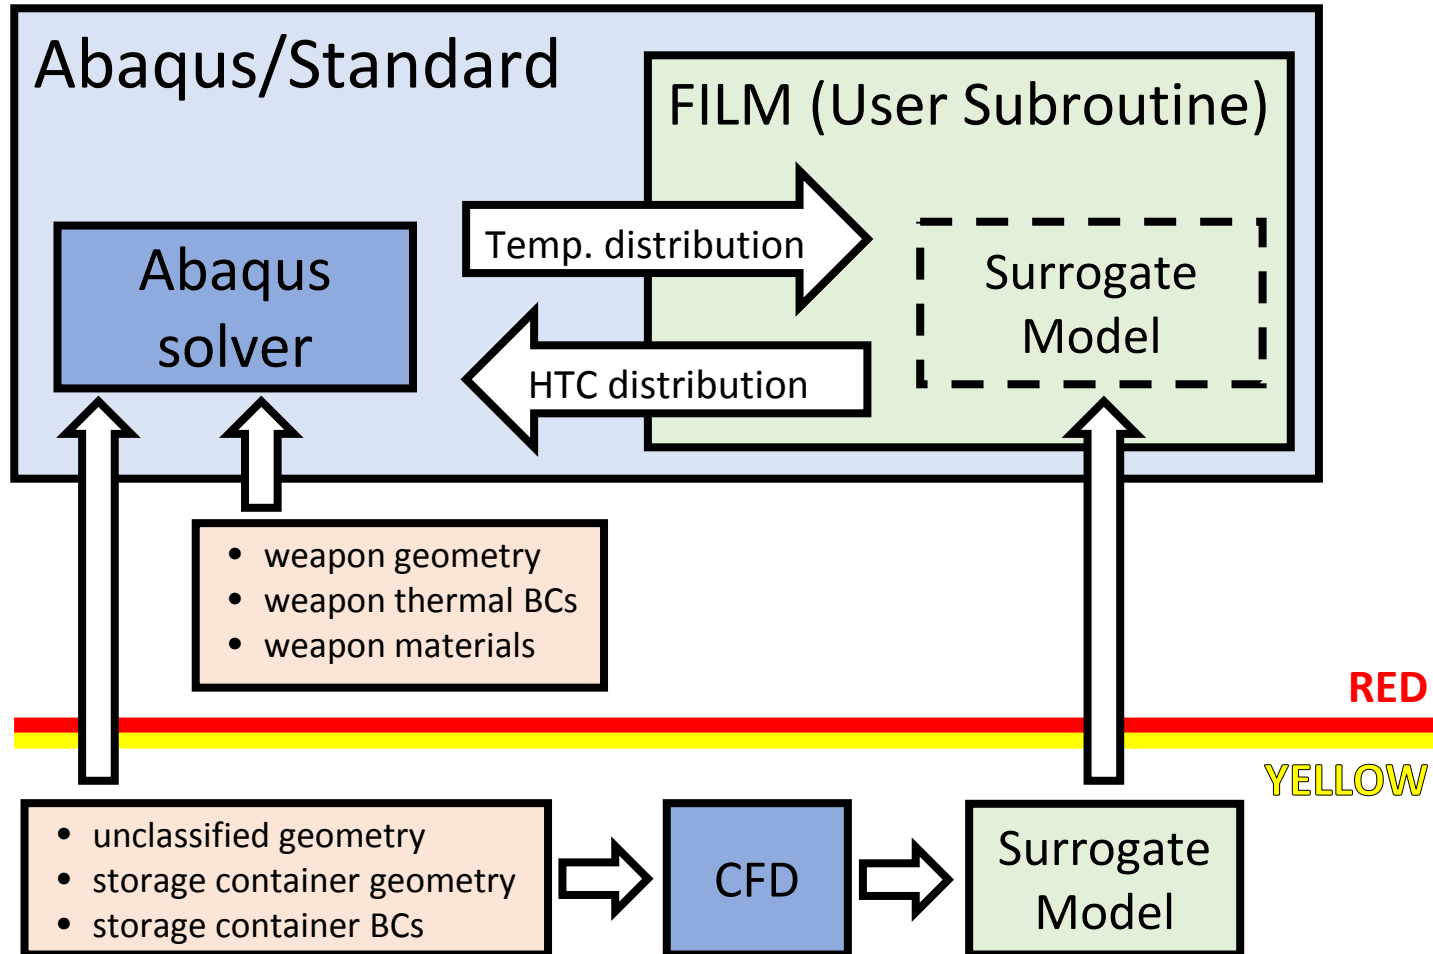 Abaqus/Standard
FILM (User Subroutine)
Abaqus
solver
Temp. distribution
HTC distribution
Surrogate
Model
• weapon geometry
• weapon thermal BCs
• weapon materials
RED
YELLOW
• unclassified geometry
• storage container geometry
• storage container BCs
CFD
Surrogate
Model